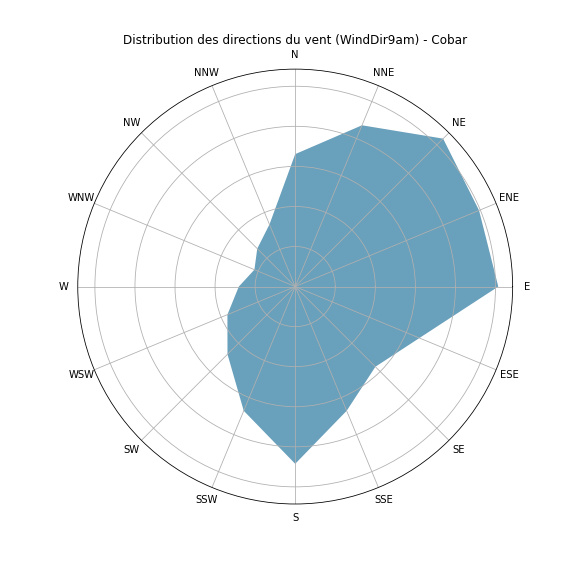 Distribution des directions du vent (WindDir9am) - Cobar
N
NNW
NNE
NW
NE
WNW
ENE
W
E
WSW
ESE
SW
SE
SSW
SSE
S